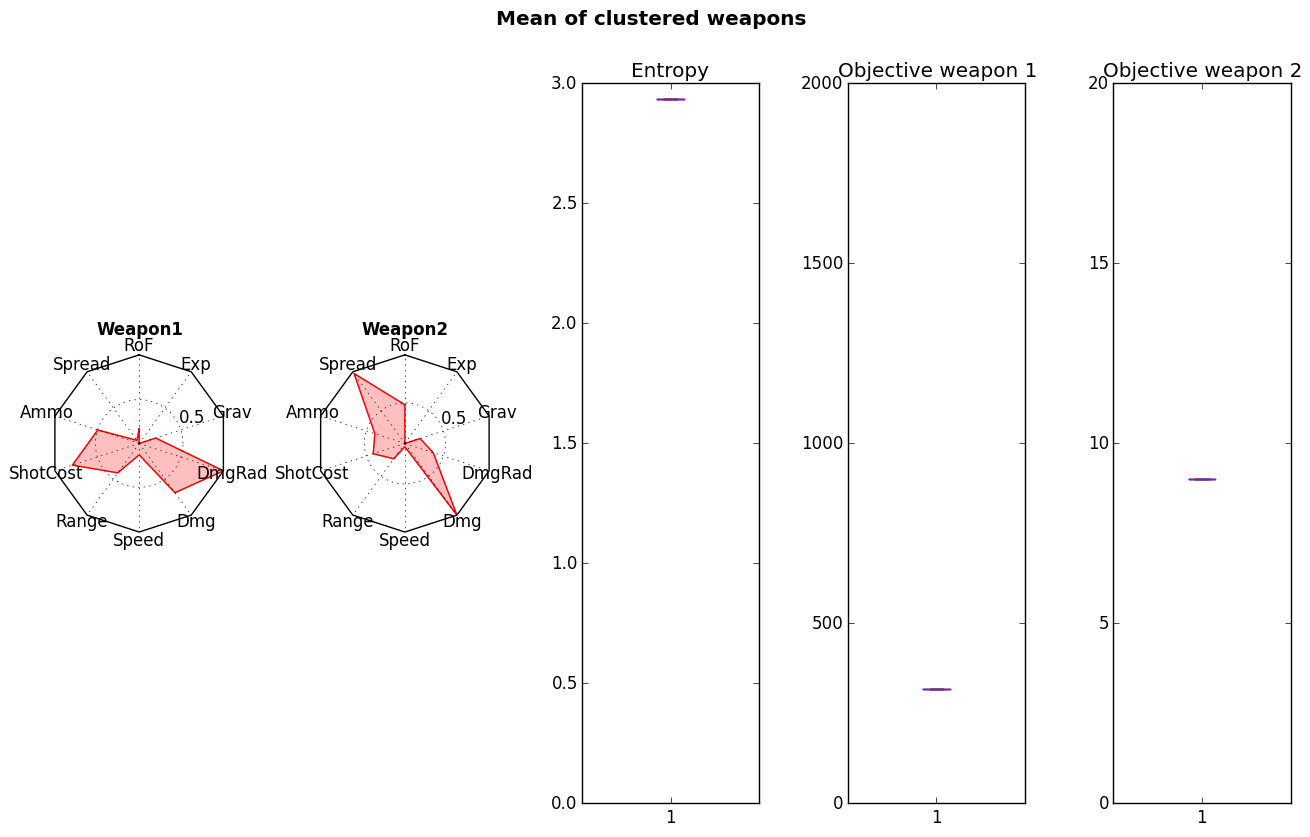 Mean of clustered weapons
Weapon1
RoF
Exp
Grav
DmgRad
Dmg
Speed
Range
ShotCost
Ammo
Spread
0.5
Weapon2
RoF
Exp
Grav
DmgRad
Dmg
Speed
Range
ShotCost
Ammo
Spread
0.5
Entropy
3.0
2.5
2.0
1.5
1.0
0.5
0.0
1
Objective weapon 1
2000
1500
1000
500
0
1
Objective weapon 2
20
15
10
5
0
1